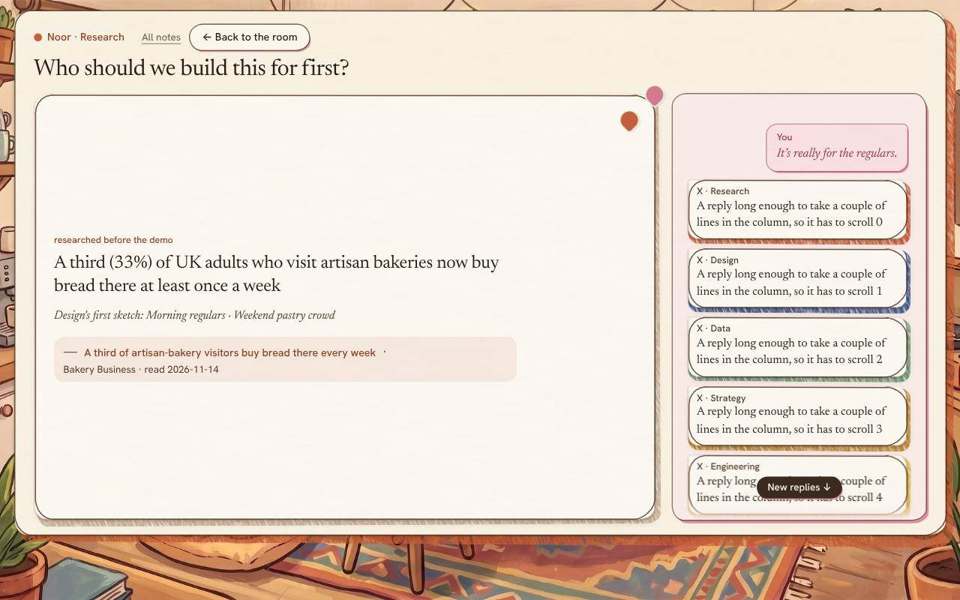 Noor · Research
All notes
← Back to the room
Who should we build this for first?
researched before the demo
A third (33%) of UK adults who visit artisan bakeries now buy
bread there at least once a week
Design's first sketch: Morning regulars · Weekend pastry crowd
— A third of artisan-bakery visitors buy bread there every week ·
Bakery Business · read 2026-11-14
You
It's really for the regulars.
X · Research
A reply long enough to take a couple of
lines in the column, so it has to scroll 0
X · Design
A reply long enough to take a couple of
lines in the column, so it has to scroll 1
X · Data
A reply long enough to take a couple of
lines in the column, so it has to scroll 2
X · Strategy
A reply long enough to take a couple of
lines in the column, so it has to scroll 3
X · Engineering
A reply long couple of
lines in the so it has to scroll 4
New replies ↓